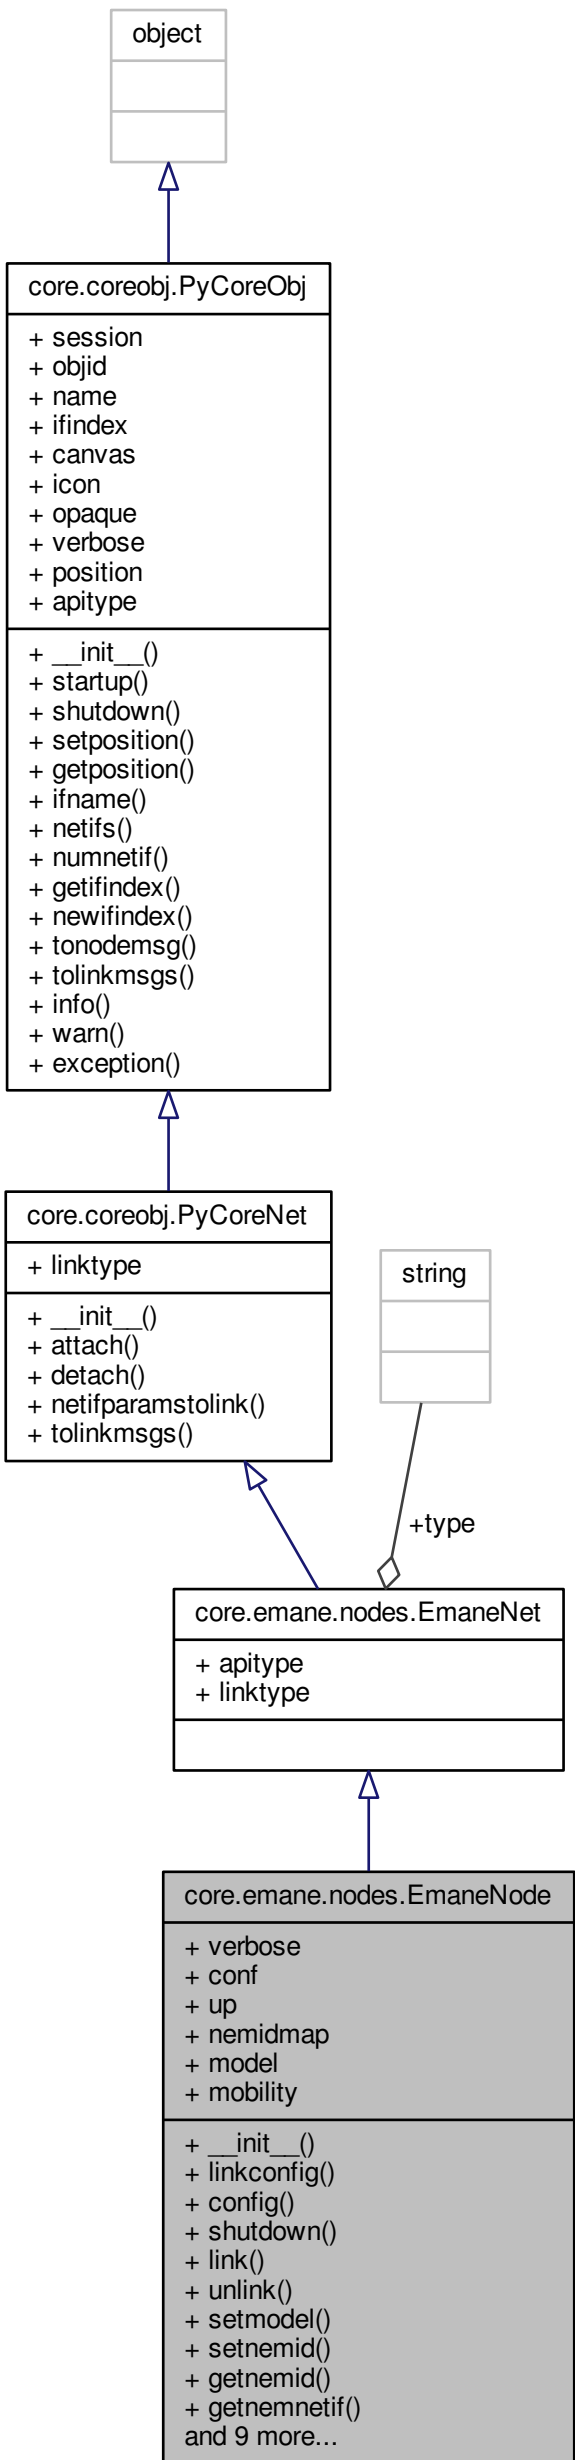 object
core.coreobj.PyCoreObj
+ session
+ objid
+ name
+ ifindex
+ canvas
+ icon
+ opaque
+ verbose
+ position
+ apitype
+ __init__()
+ startup()
+ shutdown()
+ setposition()
+ getposition()
+ ifname()
+ netifs()
+ numnetif()
+ getifindex()
+ newifindex()
+ tonodemsg()
+ tolinkmsgs()
+ info()
+ warn()
+ exception()
core.coreobj.PyCoreNet
+ linktype
+ __init__()
+ attach()
+ detach()
+ netifparamstolink()
+ tolinkmsgs()
string
+type
core.emane.nodes.EmaneNet
+ apitype
+ linktype
core.emane.nodes.EmaneNode
+ verbose
+ conf
+ up
+ nemidmap
+ model
+ mobility
+ __init__()
+ linkconfig()
+ config()
+ shutdown()
+ link()
+ unlink()
+ setmodel()
+ setnemid()
+ getnemid()
+ getnemnetif()
and 9 more...